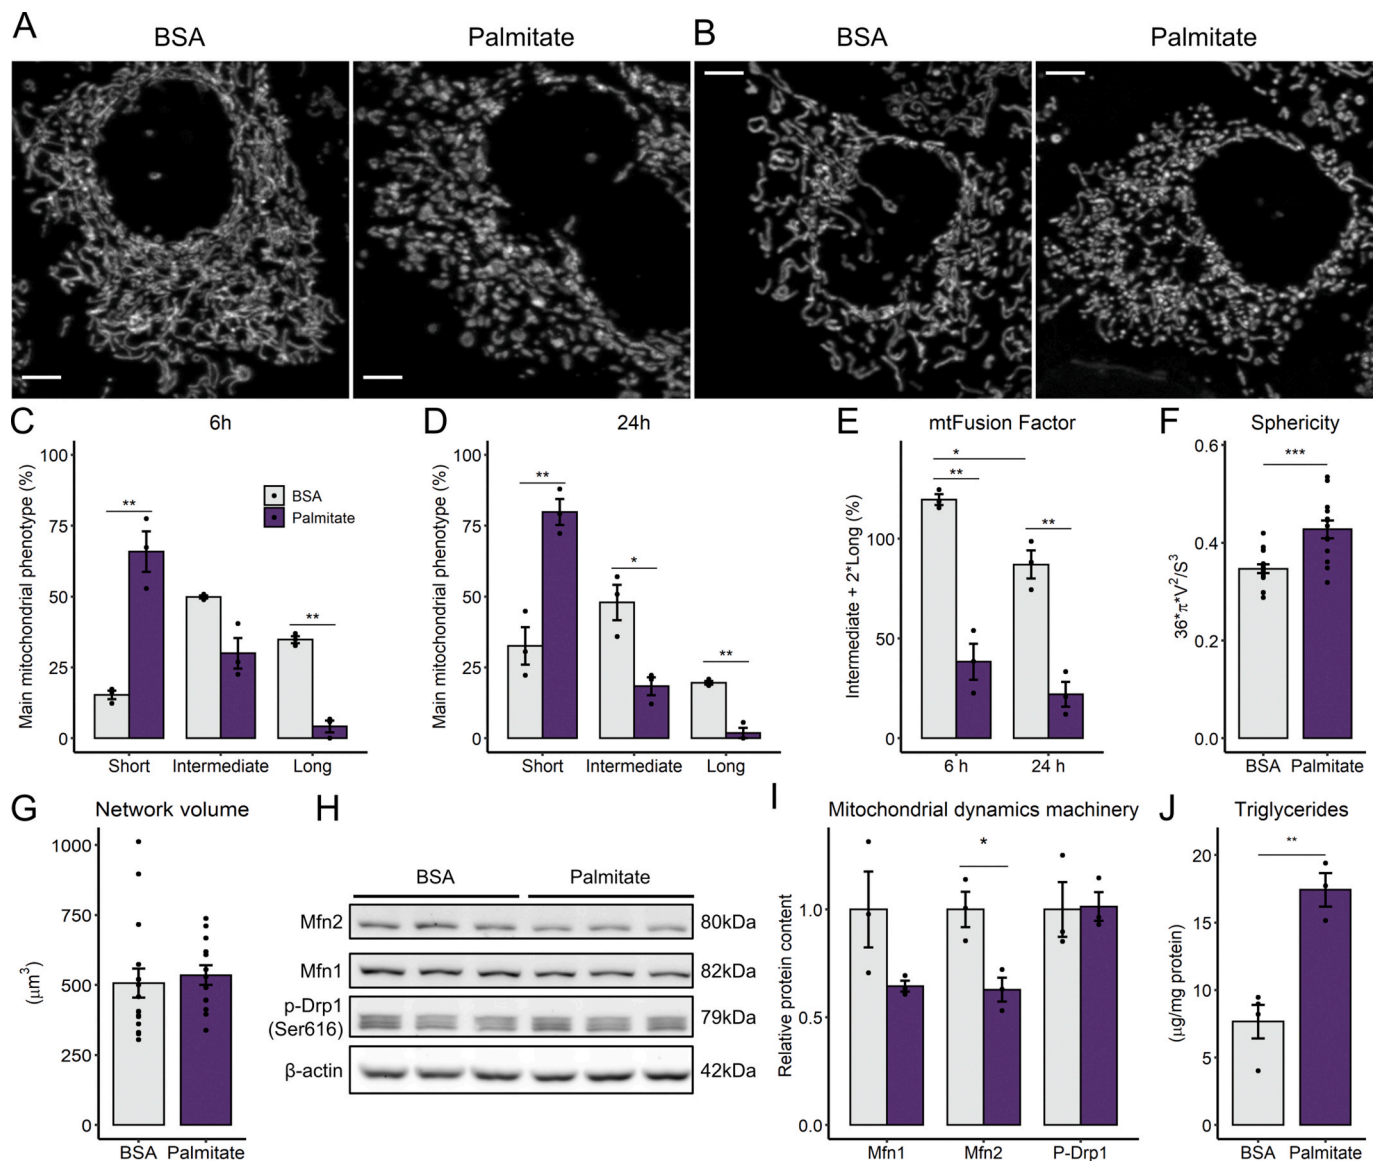 A
BSA
Palmitate
B
BSA
Palmitate
C
6h
Main mitochondrial phenotype (%)
100
75
50
25
0
**
**
BSA
Palmitate
Short
Intermediate
Long
D
24h
Main mitochondrial phenotype (%)
100
75
50
25
0
**
*
**
Short
Intermediate
Long
E
mtFusion Factor
Intermediate + 2*Long (%)
100
50
0
*
**
**
6 h
24 h
F
Sphericity
36*π*V²/S³
0.6
0.4
0.2
0.0
***
BSA
Palmitate
G
Network volume
(μm³)
1000
750
500
250
0
BSA
Palmitate
H
BSA
Palmitate
Mfn2
80kDa
Mfn1
82kDa
p-Drp1
(Ser616)
79kDa
β-actin
42kDa
I
Mitochondrial dynamics machinery
Relative protein content
1.0
0.5
0.0
*
Mfn1
Mfn2
P-Drp1
J
Triglycerides
(μg/mg protein)
20
15
10
5
0
**
BSA
Palmitate